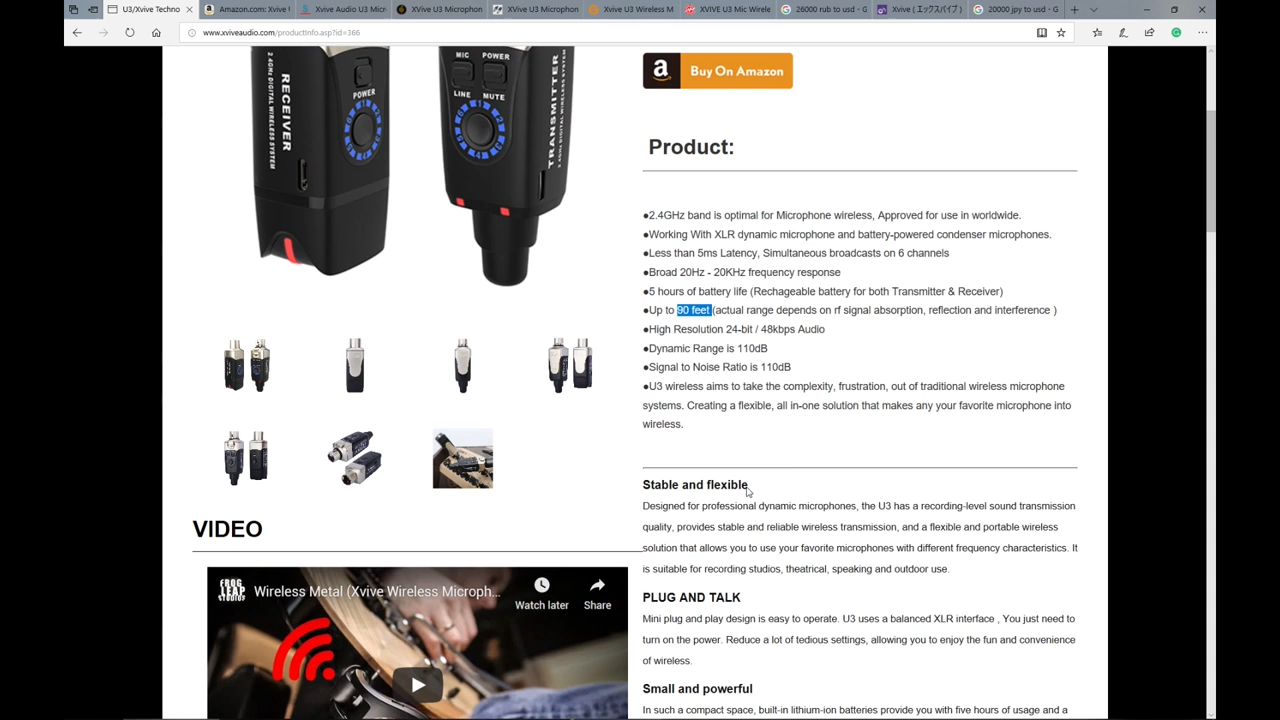 U3/Xvive Techno
Amazon.com: Xvive
Xvive Audio U3 Micr
XVive U3 Microphon
XVive U3 Microphon
Xvive U3 Wireless M
XVIVE U3 Mic Wirele
26000 rub to usd - G
Xvive ( エックスバイブ )
20000 jpy to usd - G
www.xviveaudio.com/productinfo.asp?id=366
RECEIVER
2.4GHZ DIGITAL WIRELESS SYSTEM
POWER
MIC POWER
LINE MUTE
TRANSMITTER
2.4GHZ DIGITAL WIRELESS SYSTEM
a Buy On Amazon
Product:
●2.4GHz band is optimal for Microphone wireless, Approved for use in worldwide.
●Working With XLR dynamic microphone and battery-powered condenser microphones.
●Less than 5ms Latency, Simultaneous broadcasts on 6 channels
●Broad 20Hz - 20KHz frequency response
●5 hours of battery life (Rechageable battery for both Transmitter & Receiver)
●Up to 90 feet (actual range depends on rf signal absorption, reflection and interference )
●High Resolution 24-bit / 48kbps Audio
●Dynamic Range is 110dB
●Signal to Noise Ratio is 110dB
●U3 wireless aims to take the complexity, frustration, out of traditional wireless microphone
systems. Creating a flexible, all in-one solution that makes any your favorite microphone into
wireless.
Stable and flexible
Designed for professional dynamic microphones, the U3 has a recording-level sound transmission
quality, provides stable and reliable wireless transmission, and a flexible and portable wireless
solution that allows you to use your favorite microphones with different frequency characteristics. It
is suitable for recording studios, theatrical, speaking and outdoor use.
PLUG AND TALK
Mini plug and play design is easy to operate. U3 uses a balanced XLR interface , You just need to
turn on the power. Reduce a lot of tedious settings, allowing you to enjoy the fun and convenience
of wireless.
Small and powerful
In such a compact space, built-in lithium-ion batteries provide you with five hours of usage and a
VIDEO
FROG LEAP STUDIOS
Wireless Metal (Xvive Wireless Microph...
Watch later
Share